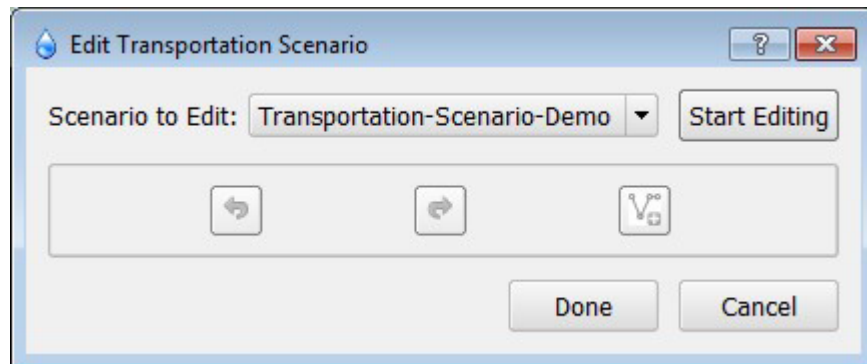 Edit Transportation Scenario
?
Scenario to Edit: Transportation-Scenario-Demo Start Editing
Done Cancel